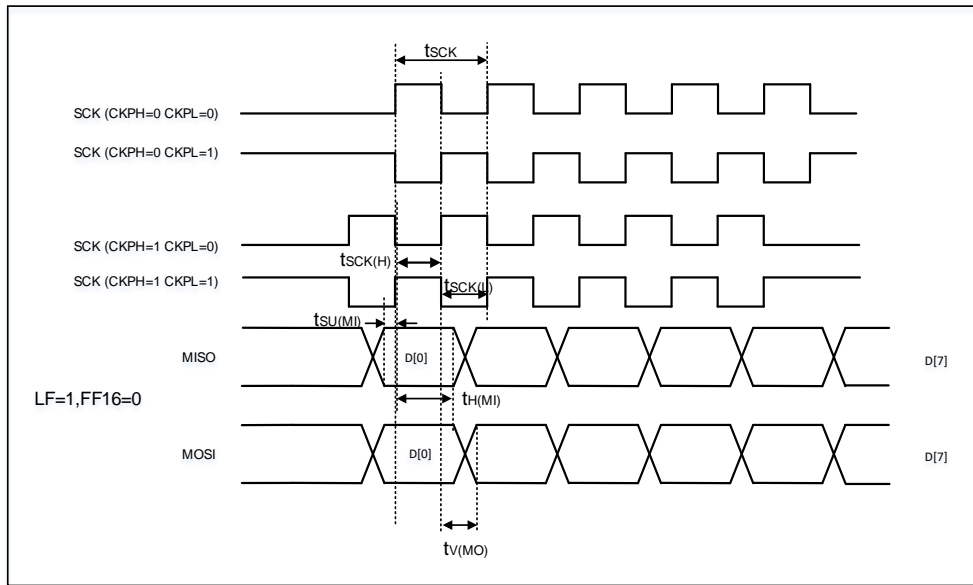 tSCK
SCK (CKPH=0 CKPL=0)
SCK (CKPH=0 CKPL=1)
SCK (CKPH=1 CKPL=0)
tSCK(H)
SCK (CKPH=1 CKPL=1)
tSCK(L)
tSU(MI)
MISO
D[0]
D[7]
LF=1,FF16=0
tH(MI)
MOSI
D[0]
D[7]
tV(MO)